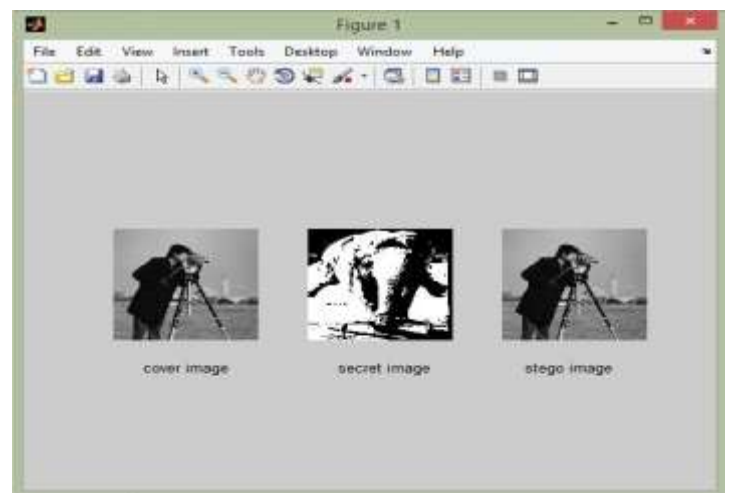 Figure 1
File Edit View Insert Tools Desktop Window Help
cover image secret image stego image